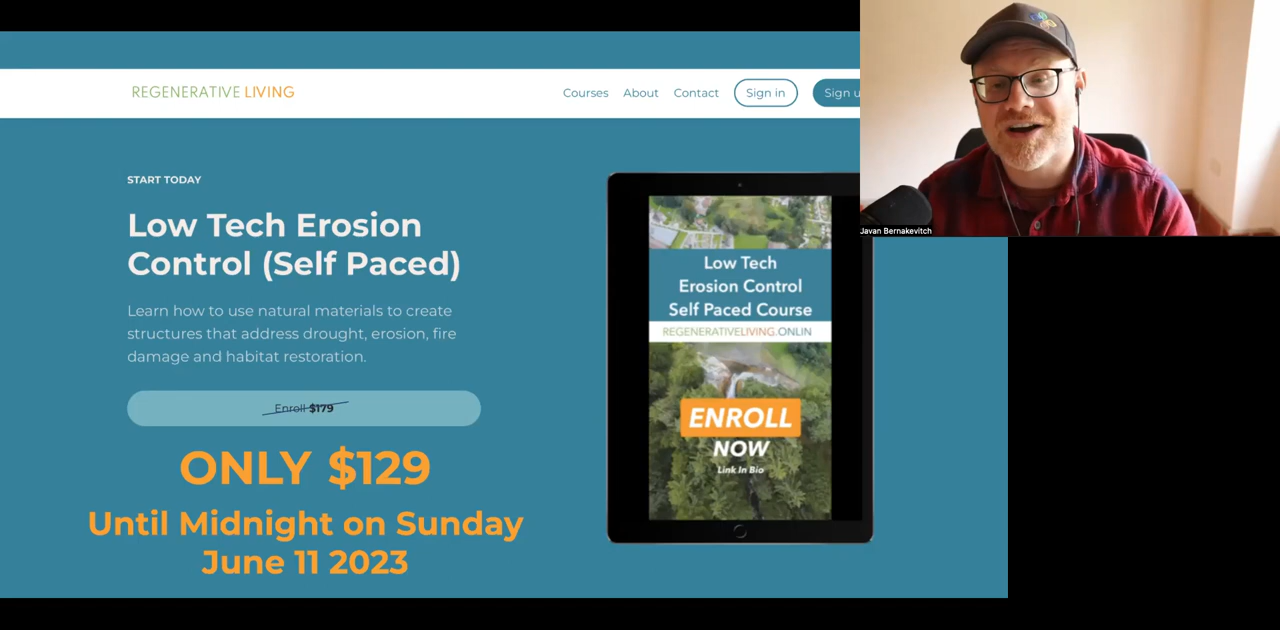 REGENERATIVE LIVING
Courses About Contact Sign in Sign u
START TODAY
Low Tech Erosion
Control (Self Paced)
Learn how to use natural materials to create
structures that address drought, erosion, fire
damage and habitat restoration.
Enroll $179
ONLY $129
Until Midnight on Sunday
June 11 2023
Low Tech
Erosion Control
Self Paced Course
REGENERATIVELIVING.ONLIN
ENROLL
NOW
Link In Bio
Javan Bernakevitch